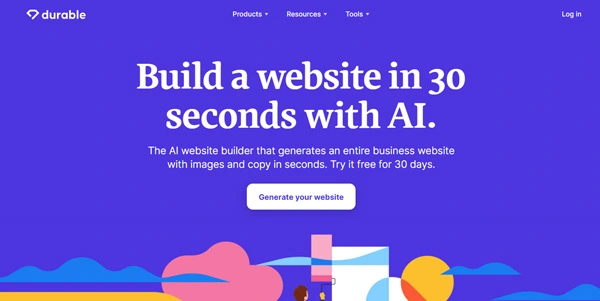 durable
Products
Resources
Tools
Log in
Build a website in 30
seconds with AI.
The AI website builder that generates an entire business website
with images and copy in seconds. Try it free for 30 days.
Generate your website